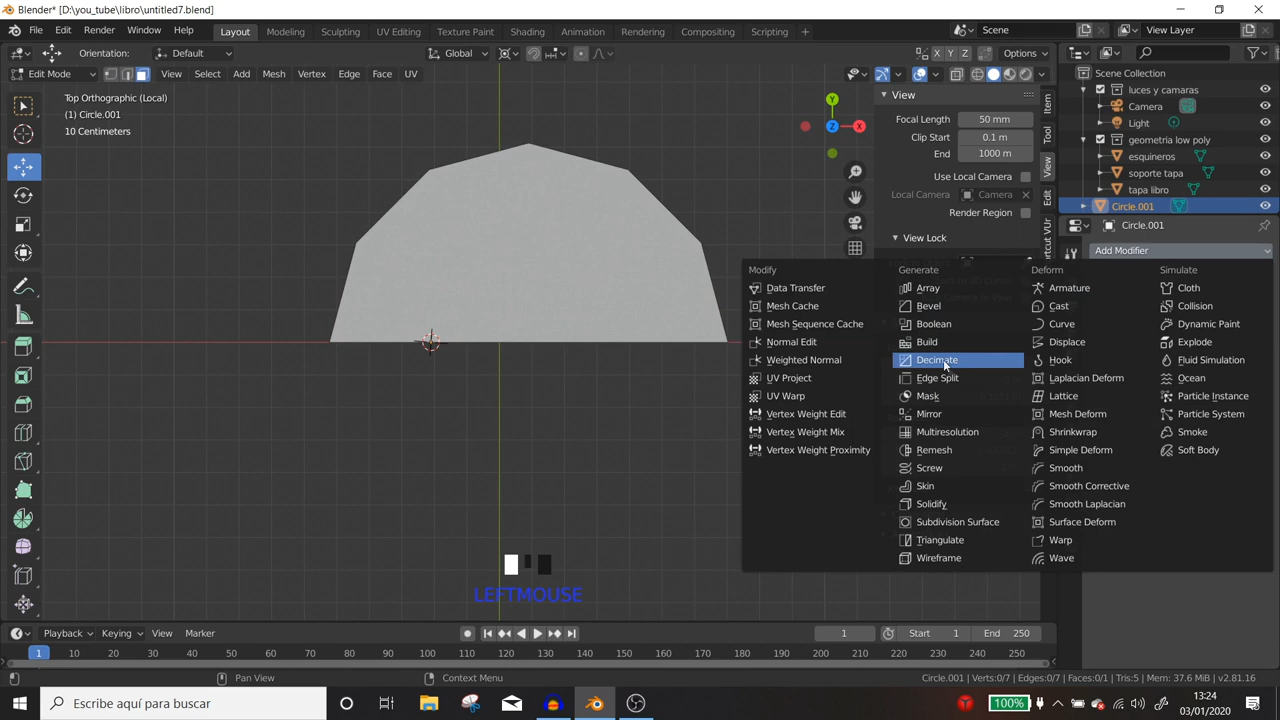 Blender* [D:\you_tube\libro\untitled7.blend]
File Edit Render Window Help Layout Modeling Sculpting UV Editing Texture Paint Shading Animation Rendering Compositing Scripting + Scene View Layer
Orientation: Default Global X Y Z Options
Edit Mode View Select Add Mesh Vertex Edge Face UV
Top Orthographic (Local)
(1) Circle.001
10 Centimeters
Y
Z
X
View
Focal Length 50 mm
Clip Start 0.1 m
End 1000 m
Use Local Camera
Local Camera Camera
Render Region
View Lock
Item
Tool
View
Edit
Scene Collection
luces y camaras
Camera
Light
geometria low poly
esquineros
soporte tapa
tapa libro
Circle.001
Circle.001
Add Modifier
Modify Generate Deform Simulate
Data Transfer Array Armature Cloth
Mesh Cache Bevel Cast Collision
Mesh Sequence Cache Boolean Curve Dynamic Paint
Normal Edit Build Displace Explode
Weighted Normal Decimate Hook Fluid Simulation
UV Project Edge Split Laplacian Deform Ocean
UV Warp Mask Lattice Particle Instance
Vertex Weight Edit Mirror Mesh Deform Particle System
Vertex Weight Mix Multiresolution Shrinkwrap Smoke
Vertex Weight Proximity Remesh Simple Deform Soft Body
Screw Smooth
Skin Smooth Corrective
Solidify Smooth Laplacian
Subdivision Surface Surface Deform
Triangulate Warp
Wireframe Wave
LEFTMOUSE
Playback Keying View Marker 1 Start 1 End 250
1 10 20 30 40 50 60 70 80 90 100 110 120 130 140 150 160 170 180 190 200 210 220 230 240 250
Pan View Context Menu Circle.001 | Verts:0/7 | Edges:0/7 | Faces:0/1 | Tris:5 | Mem: 37.6 MiB | v2.81.16
Escribe aquí para buscar 100% 13:24
03/01/2020